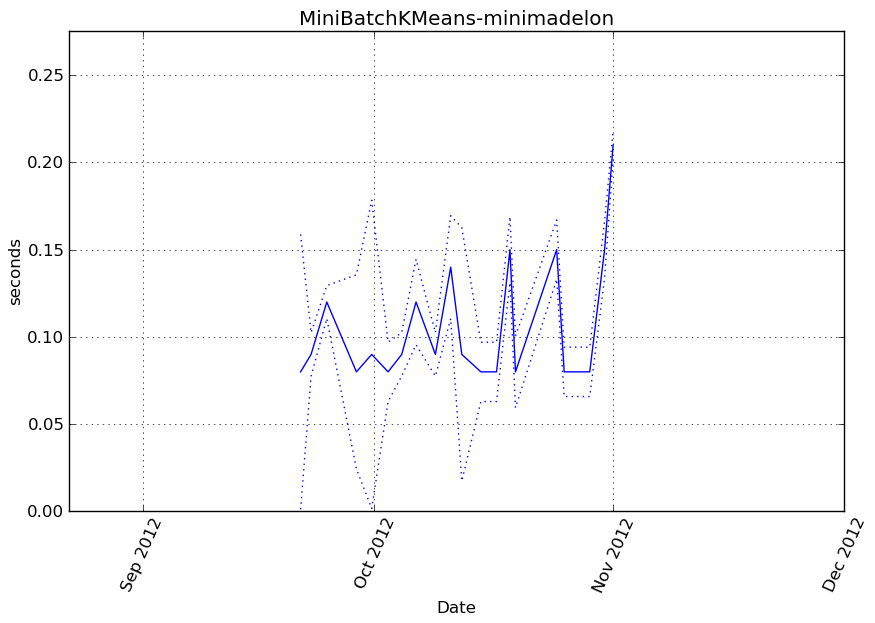 MiniBatchKMeans-minimadelon
0.25
0.20
0.15
0.10
0.05
0.00
seconds
Sep 2012
Oct 2012
Nov 2012
Dec 2012
Date